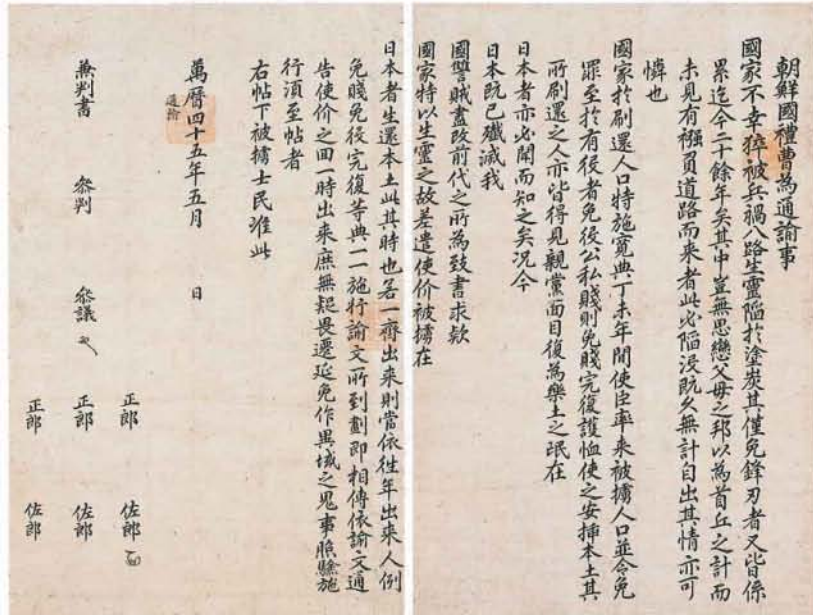 朝鮮國禮曹為通諭事
國家不幸猝被兵禍八路生靈陷於塗炭其僅免鋒刃者又皆係
累迄今二十餘年矣其中豈無思戀父母之邦以為首丘之計而
未見有襁負道路而來者此必陷沒既久無計自出其情亦可
憐也
國家於刷還人口特施寬典丁未年間使臣率來被擄人口並令免
罪至於有役者免役公私賤則免賤完復護恤使之安揷本土其
所刷還之人亦皆得見親黨面目復為樂土之氓在
日本者亦必聞而知之矣況今
日本既已殲滅我
國讐賊盡改前代之所為致書求款
國家特以生靈之故差遣使价被擄在
日本者生還本土此其時也若一齊出來則當依往年出來人例
免賤免役完復等典一一施行諭文所到劃即相傳依諭文通
告使价之回一時出來庶無疑畏遷延免作異域之鬼事照驗施
行須至帖者
右帖下被擄士民准此
萬曆四十五年五月 日
通諭
兼判書 參判 參議 正郎 佐郎
正郎 佐郎
正郎 佐郎